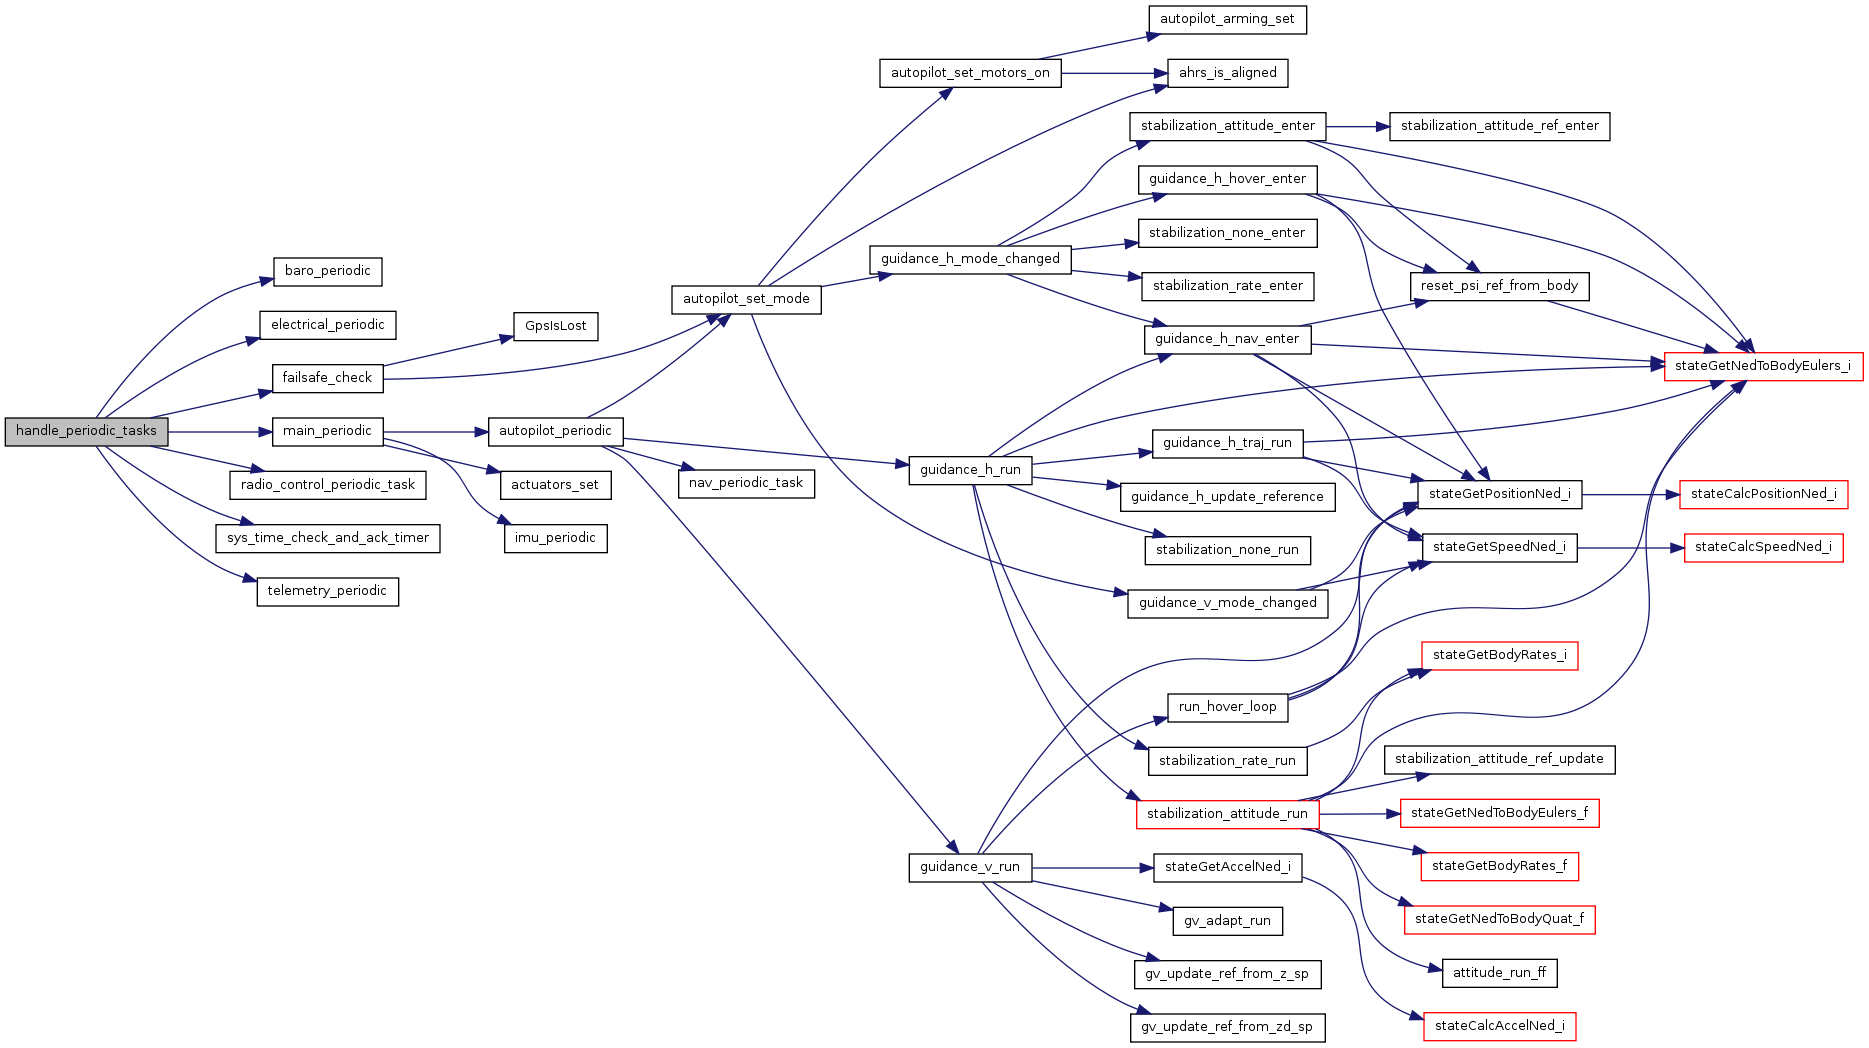 autopilot_arming_set
autopilot_set_motors_on
ahrs_is_aligned
stabilization_attitude_enter
stabilization_attitude_ref_enter
guidance_h_hover_enter
stabilization_none_enter
guidance_h_mode_changed
baro_periodic
stabilization_rate_enter
reset_psi_ref_from_body
autopilot_set_mode
electrical_periodic
GpsIsLost
guidance_h_nav_enter
stateGetNedToBodyEulers_i
failsafe_check
handle_periodic_tasks
main_periodic
autopilot_periodic
guidance_h_traj_run
guidance_h_run
radio_control_periodic_task
actuators_set
nav_periodic_task
guidance_h_update_reference
stateGetPositionNed_i
stateCalcPositionNed_i
sys_time_check_and_ack_timer
imu_periodic
stabilization_none_run
stateGetSpeedNed_i
stateCalcSpeedNed_i
telemetry_periodic
guidance_v_mode_changed
stateGetBodyRates_i
run_hover_loop
stabilization_rate_run
stabilization_attitude_ref_update
stabilization_attitude_run
stateGetNedToBodyEulers_f
guidance_v_run
stateGetAccelNed_i
stateGetBodyRates_f
gv_adapt_run
stateGetNedToBodyQuat_f
gv_update_ref_from_z_sp
attitude_run_ff
gv_update_ref_from_zd_sp
stateCalcAccelNed_i